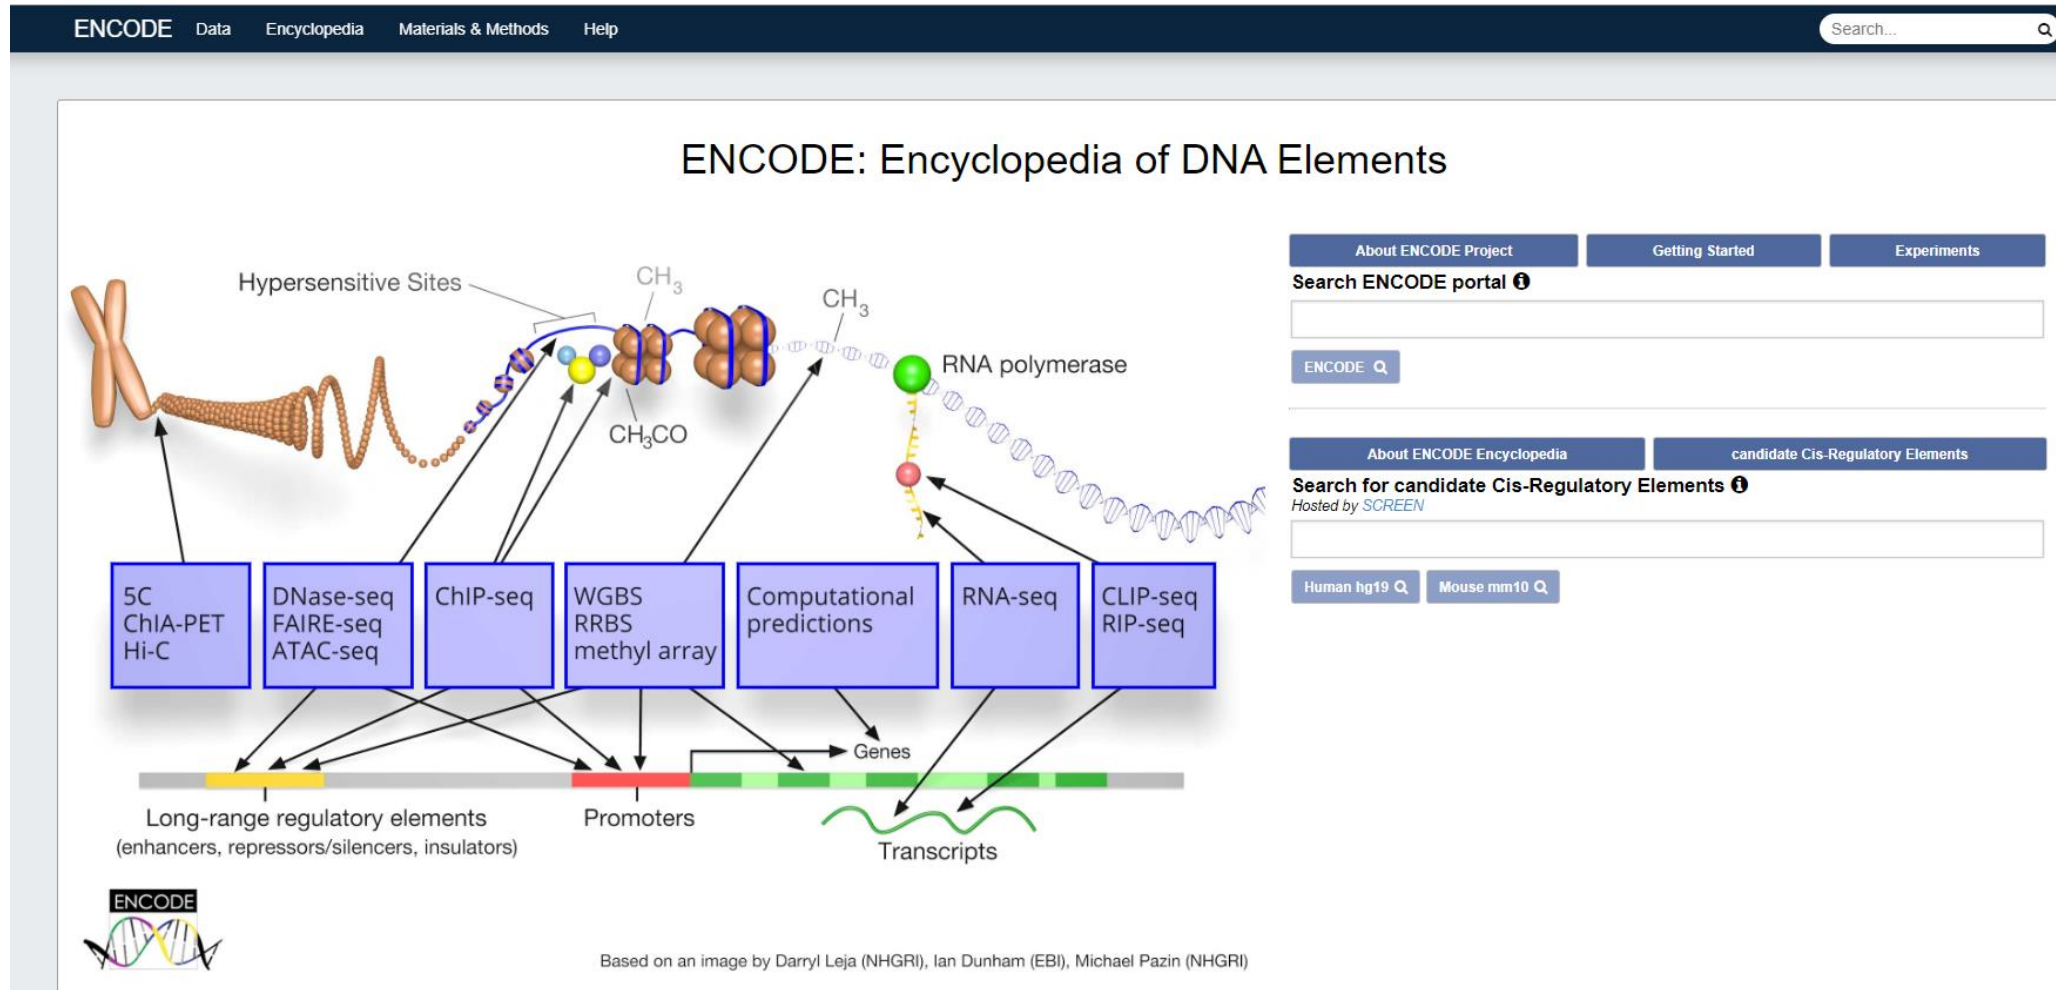 ENCODE Data Encyclopedia Materials & Methods Help Search...
ENCODE: Encyclopedia of DNA Elements
Hypersensitive Sites
CH3
CH3
RNA polymerase
CH3CO
5C
ChIA-PET
Hi-C
DNase-seq
FAIRE-seq
ATAC-seq
ChIP-seq
WGBS
RRBS
methyl array
Computational
predictions
RNA-seq
CLIP-seq
RIP-seq
Genes
Long-range regulatory elements
(enhancers, repressors/silencers, insulators)
Promoters
Transcripts
ENCODE
Based on an image by Darryl Leja (NHGRI), Ian Dunham (EBI), Michael Pazin (NHGRI)
About ENCODE Project Getting Started Experiments
Search ENCODE portal
ENCODE
About ENCODE Encyclopedia candidate Cis-Regulatory Elements
Search for candidate Cis-Regulatory Elements
Hosted by SCREEN
Human hg19 Mouse mm10